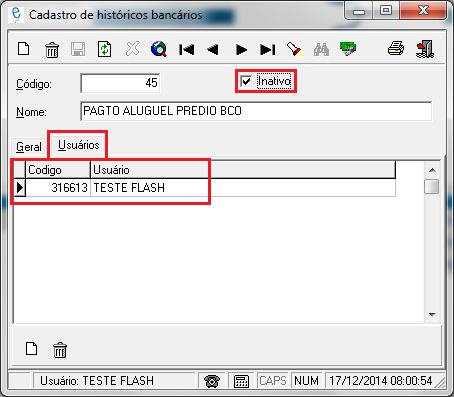 Cadastro de históricos bancários
Código: 45 Inativo
Nome: PAGTO ALUGUEL PREDIO BCO
Geral Usuários
Codigo Usuário
316613 TESTE FLASH
Usuário: TESTE FLASH CAPS NUM 17/12/2014 08:00:54